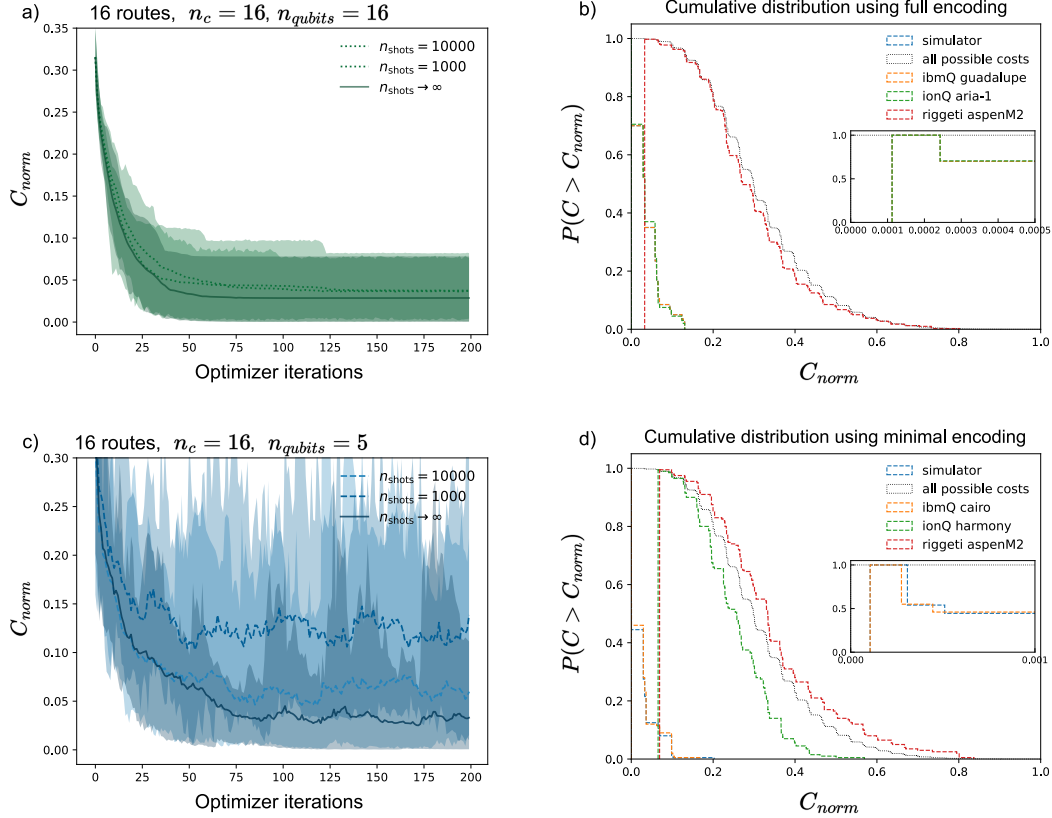 a)
16 routes, n_c = 16, n_qubits = 16
C_norm
0.35
0.30
0.25
0.20
0.15
0.10
0.05
0.00
n_shots = 10000
n_shots = 1000
n_shots → ∞
0 25 50 75 100 125 150 175 200
Optimizer iterations
b)
Cumulative distribution using full encoding
P(C > C_norm)
1.0
0.8
0.6
0.4
0.2
0.0
simulator
all possible costs
ibmQ guadalupe
ionQ aria-1
riggeti aspenM2
1.0
0.5
0.0
0.0000 0.0001 0.0002 0.0003 0.0004 0.0005
0.0 0.2 0.4 0.6 0.8 1.0
C_norm
c)
16 routes, n_c = 16, n_qubits = 5
C_norm
0.30
0.25
0.20
0.15
0.10
0.05
0.00
n_shots = 10000
n_shots = 1000
n_shots → ∞
0 25 50 75 100 125 150 175 200
Optimizer iterations
d)
Cumulative distribution using minimal encoding
P(C > C_norm)
1.0
0.8
0.6
0.4
0.2
0.0
simulator
all possible costs
ibmQ cairo
ionQ harmony
riggeti aspenM2
1.0
0.5
0.0
0.000 0.001
0.0 0.2 0.4 0.6 0.8 1.0
C_norm